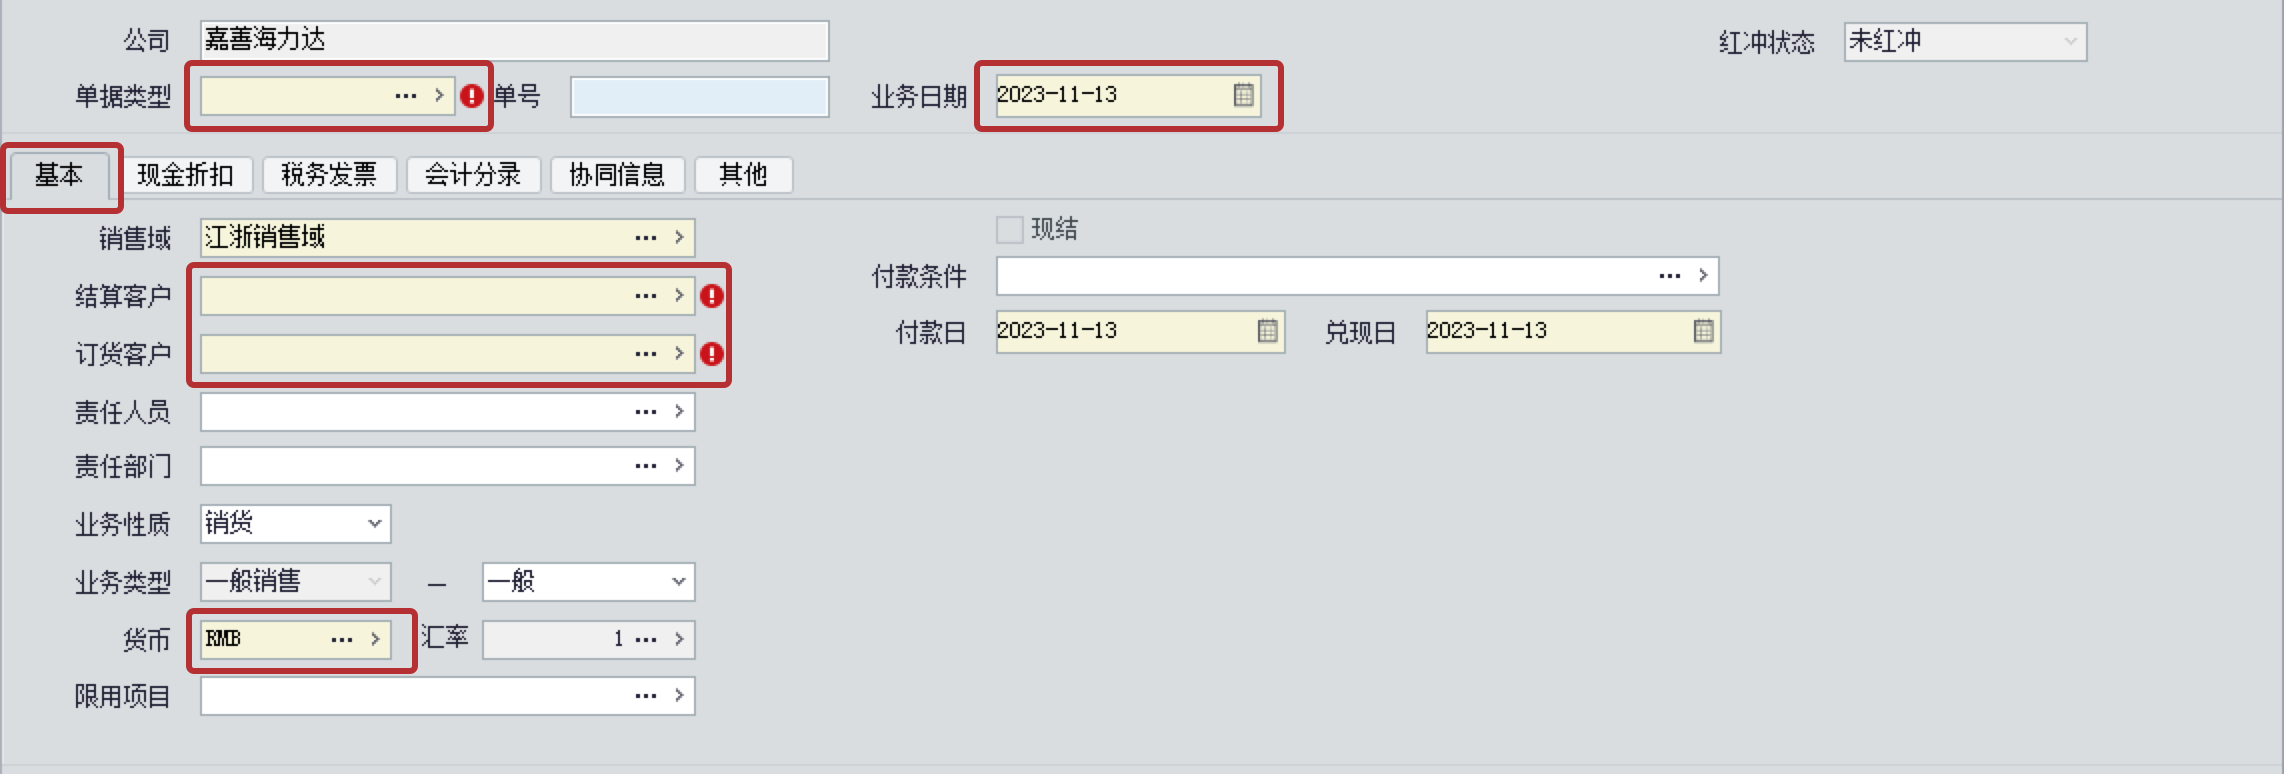 公司 嘉善海力达 红冲状态 未红冲
单据类型 单号 业务日期 2023-11-13
基本 现金折扣 税务发票 会计分录 协同信息 其他
销售域 江浙销售域 现结
结算客户 付款条件
订货客户 付款日 2023-11-13 兑现日 2023-11-13
责任人员
责任部门
业务性质 销货
业务类型 一般销售 — 一般
货币 RMB 汇率 1
限用项目